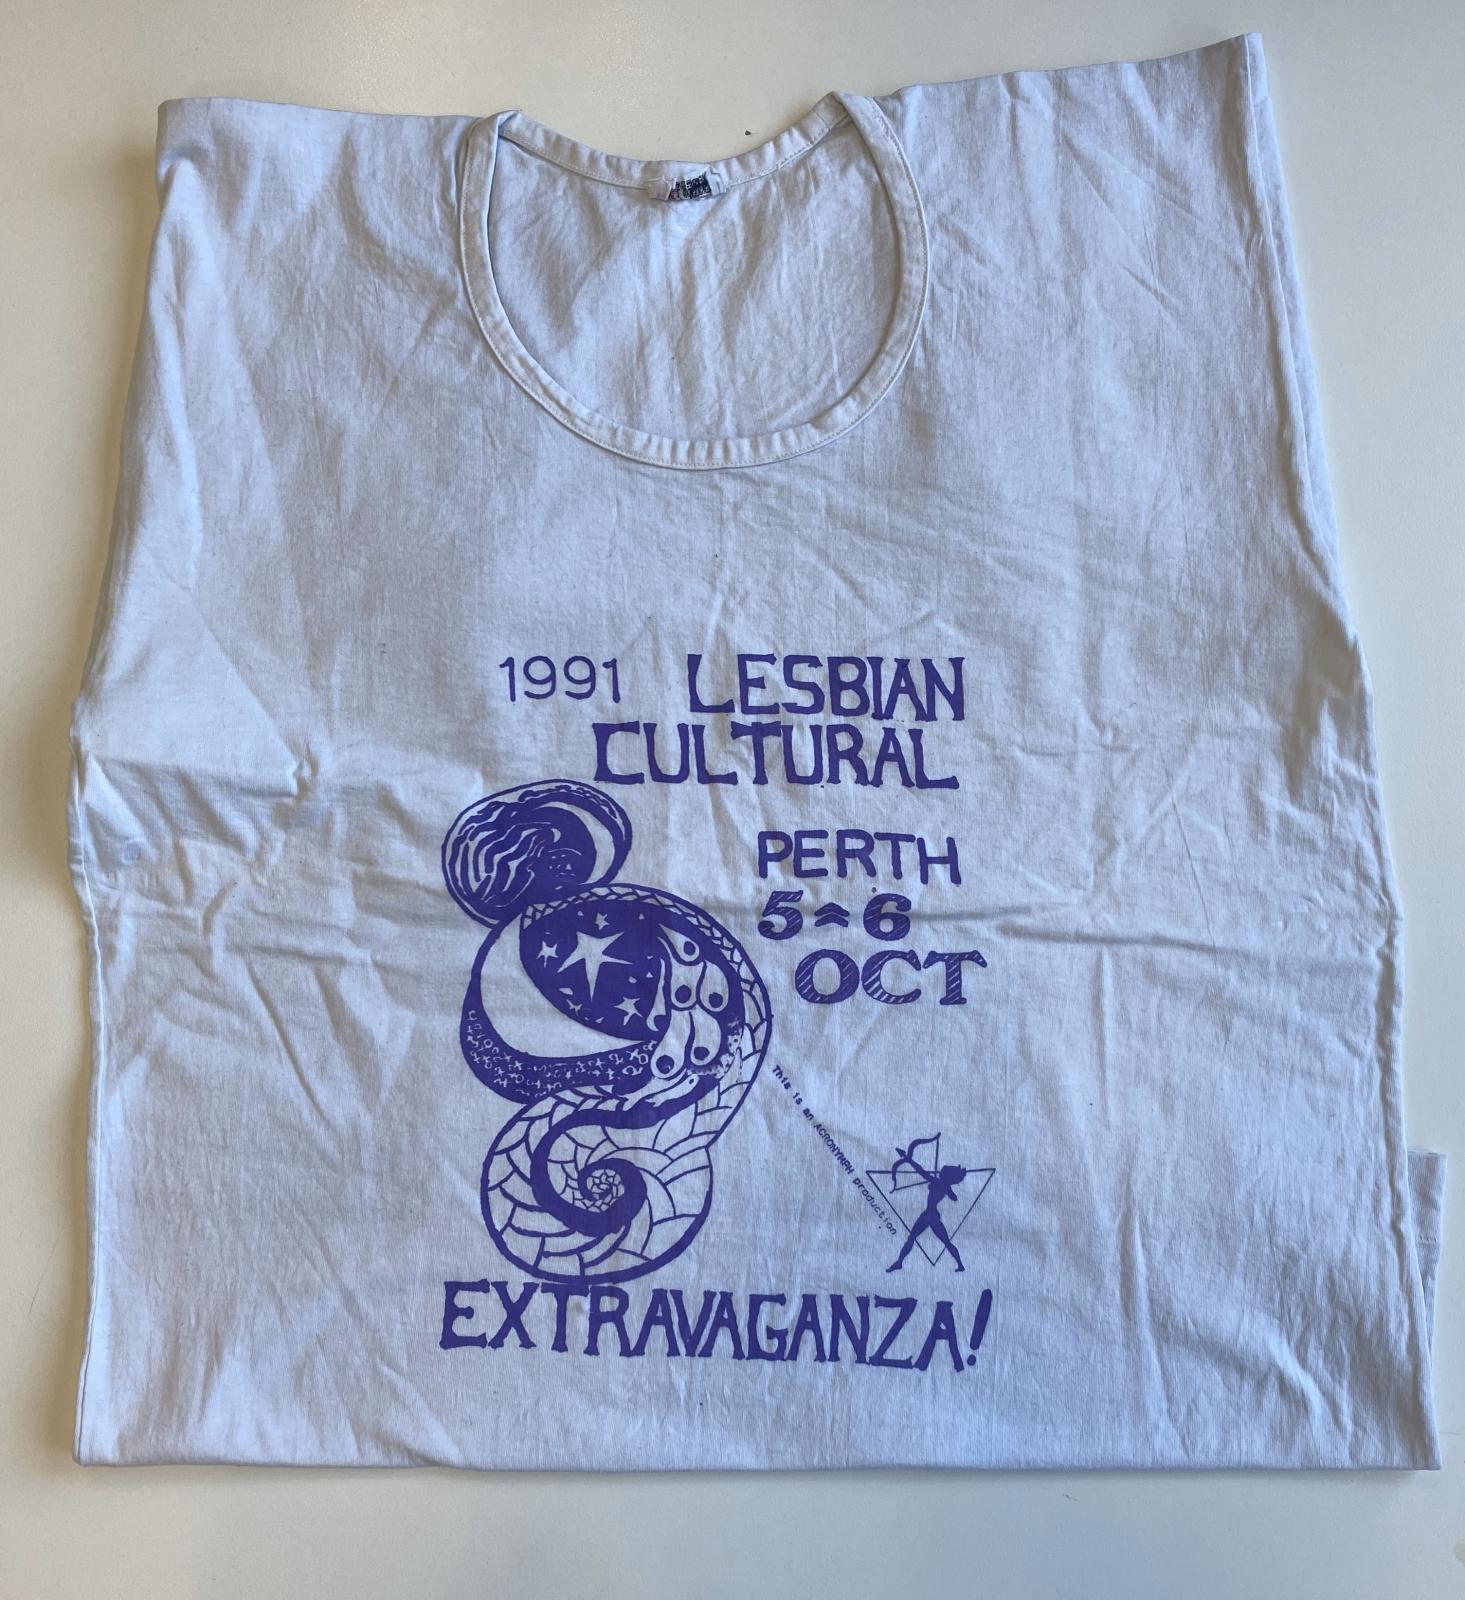 1991 LESBIAN
CULTURAL
PERTH
5 6
OCT
This is an ACRONYMPH production
EXTRAVAGANZA!